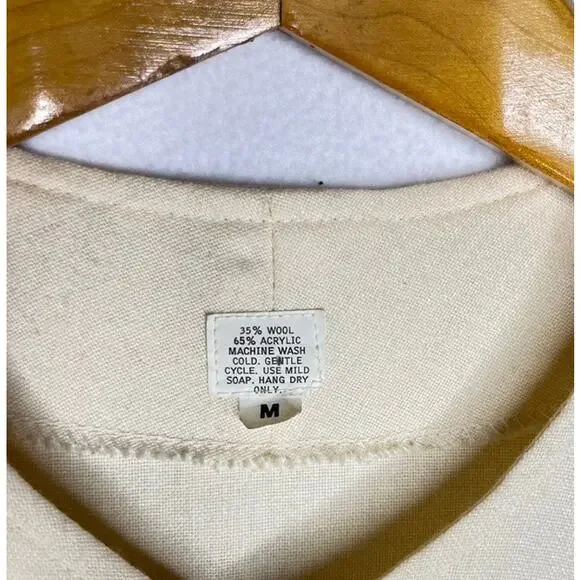 35% WOOL
65% ACRYLIC
MACHINE WASH
COLD. GENTLE
CYCLE. USE MILD
SOAP. HANG DRY
ONLY.
M